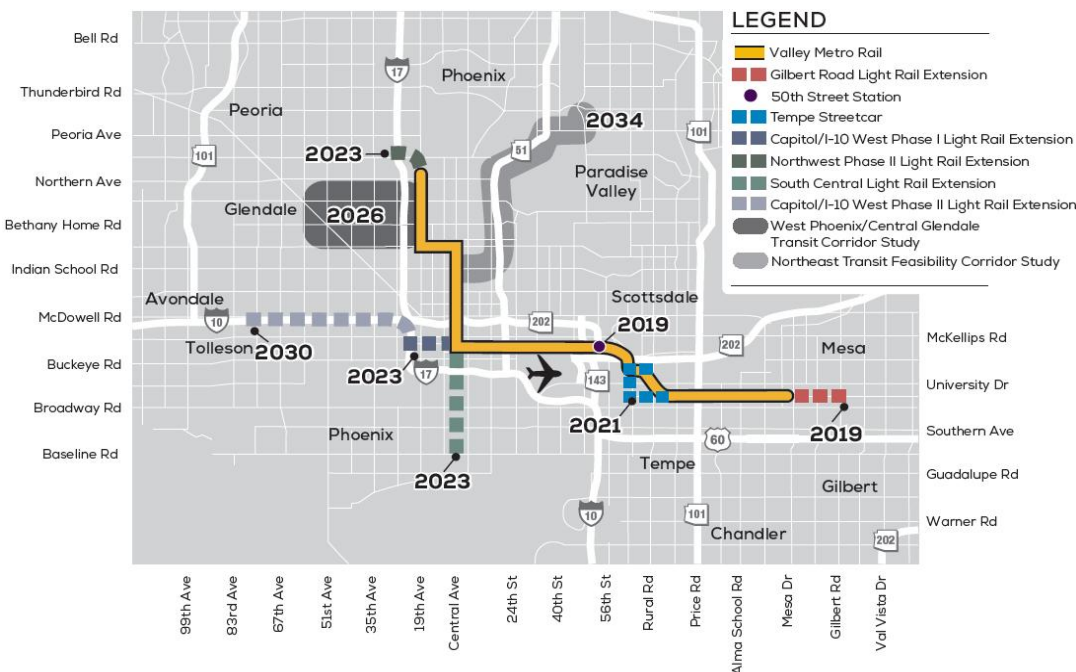 LEGEND
Valley Metro Rail
Gilbert Road Light Rail Extension
50th Street Station
Tempe Streetcar
Capitol/I-10 West Phase I Light Rail Extension
Northwest Phase II Light Rail Extension
South Central Light Rail Extension
Capitol/I-10 West Phase II Light Rail Extension
West Phoenix/Central Glendale
Transit Corridor Study
Northeast Transit Feasibility Corridor Study
Bell Rd
Thunderbird Rd
Peoria Ave
Northern Ave
Bethany Home Rd
Indian School Rd
McDowell Rd
Buckeye Rd
Broadway Rd
Baseline Rd
17
Phoenix
Peoria
2034
101
2023
51
101
Paradise
Valley
Glendale
2026
Avondale
Scottsdale
10
202
2019
202
Tolleson
2030
Mesa
2023
17
143
2021
2019
Phoenix
60
Tempe
2023
Gilbert
10
101
Chandler
202
McKellips Rd
University Dr
Southern Ave
Guadalupe Rd
Warner Rd
99th Ave
83rd Ave
67th Ave
51st Ave
35th Ave
19th Ave
Central Ave
24th St
40th St
56th St
Rural Rd
Price Rd
Alma School Rd
Mesa Dr
Gilbert Rd
Val Vista Dr